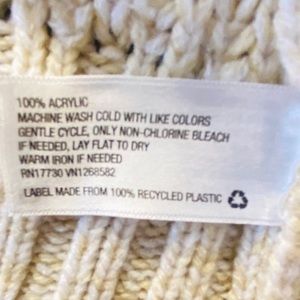 100% ACRYLIC
MACHINE WASH COLD WITH LIKE COLORS
GENTLE CYCLE, ONLY NON-CHLORINE BLEACH
IF NEEDED, LAY FLAT TO DRY
WARM IRON IF NEEDED
RN17730 VN1268582
LABEL MADE FROM 100% RECYCLED PLASTIC